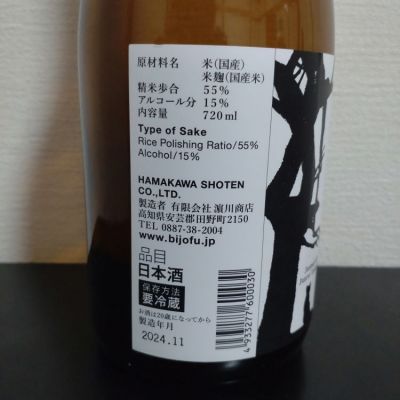 原材料名 米(国産)
米麹(国産米)
精米歩合 55%
アルコール分 15%
内容量 720ml
Type of Sake
Rice Polishing Ratio/55%
Alcohol/15%
HAMAKAWA SHOTEN
CO.,LTD.
製造者 有限会社 濵川商店
高知県安芸郡田野町2150
TEL 0887-38-2004
www.bijofu.jp
品目
日本酒
保存方法
要冷蔵
お酒は20歳になってから
製造年月
2024.11
4 933277 600030